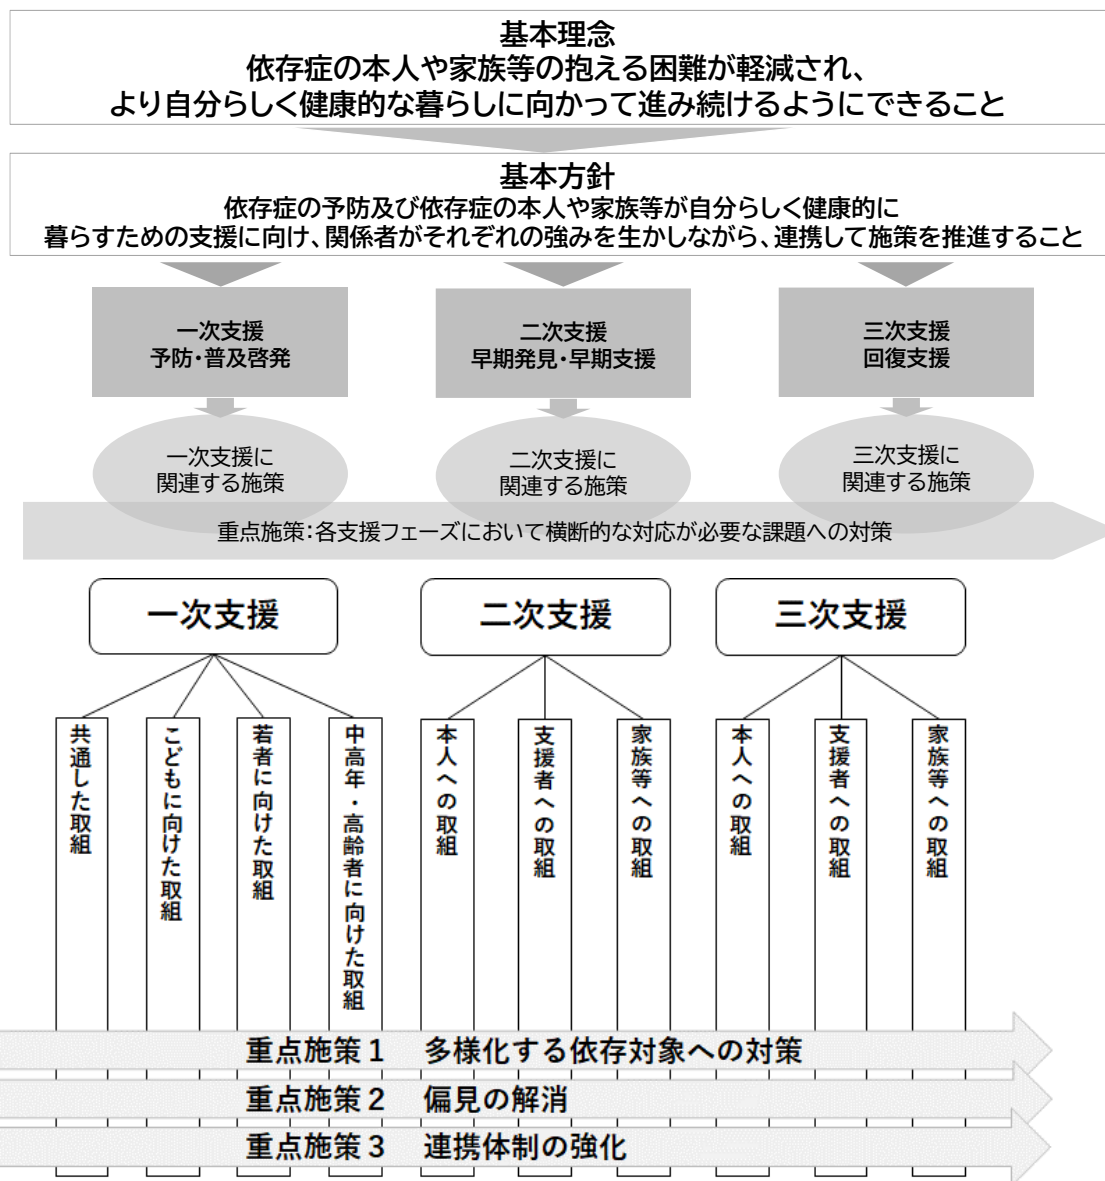 基本理念
依存症の本人や家族等の抱える困難が軽減され、
より自分らしく健康的な暮らしに向かって進み続けるようにできること
基本方針
依存症の予防及び依存症の本人や家族等が自分らしく健康的に
暮らすための支援に向け、関係者がそれぞれの強みを生かしながら、連携して施策を推進すること
一次支援
予防・普及啓発
二次支援
早期発見・早期支援
三次支援
回復支援
一次支援に
関連する施策
二次支援に
関連する施策
三次支援に
関連する施策
重点施策：各支援フェーズにおいて横断的な対応が必要な課題への対策
一次支援
二次支援
三次支援
共通した取組
こどもに向けた取組
若者に向けた取組
中高年・高齢者に向けた取組
本人への取組
支援者への取組
家族等への取組
本人への取組
支援者への取組
家族等への取組
重点施策１　多様化する依存対象への対策
重点施策２　偏見の解消
重点施策３　連携体制の強化